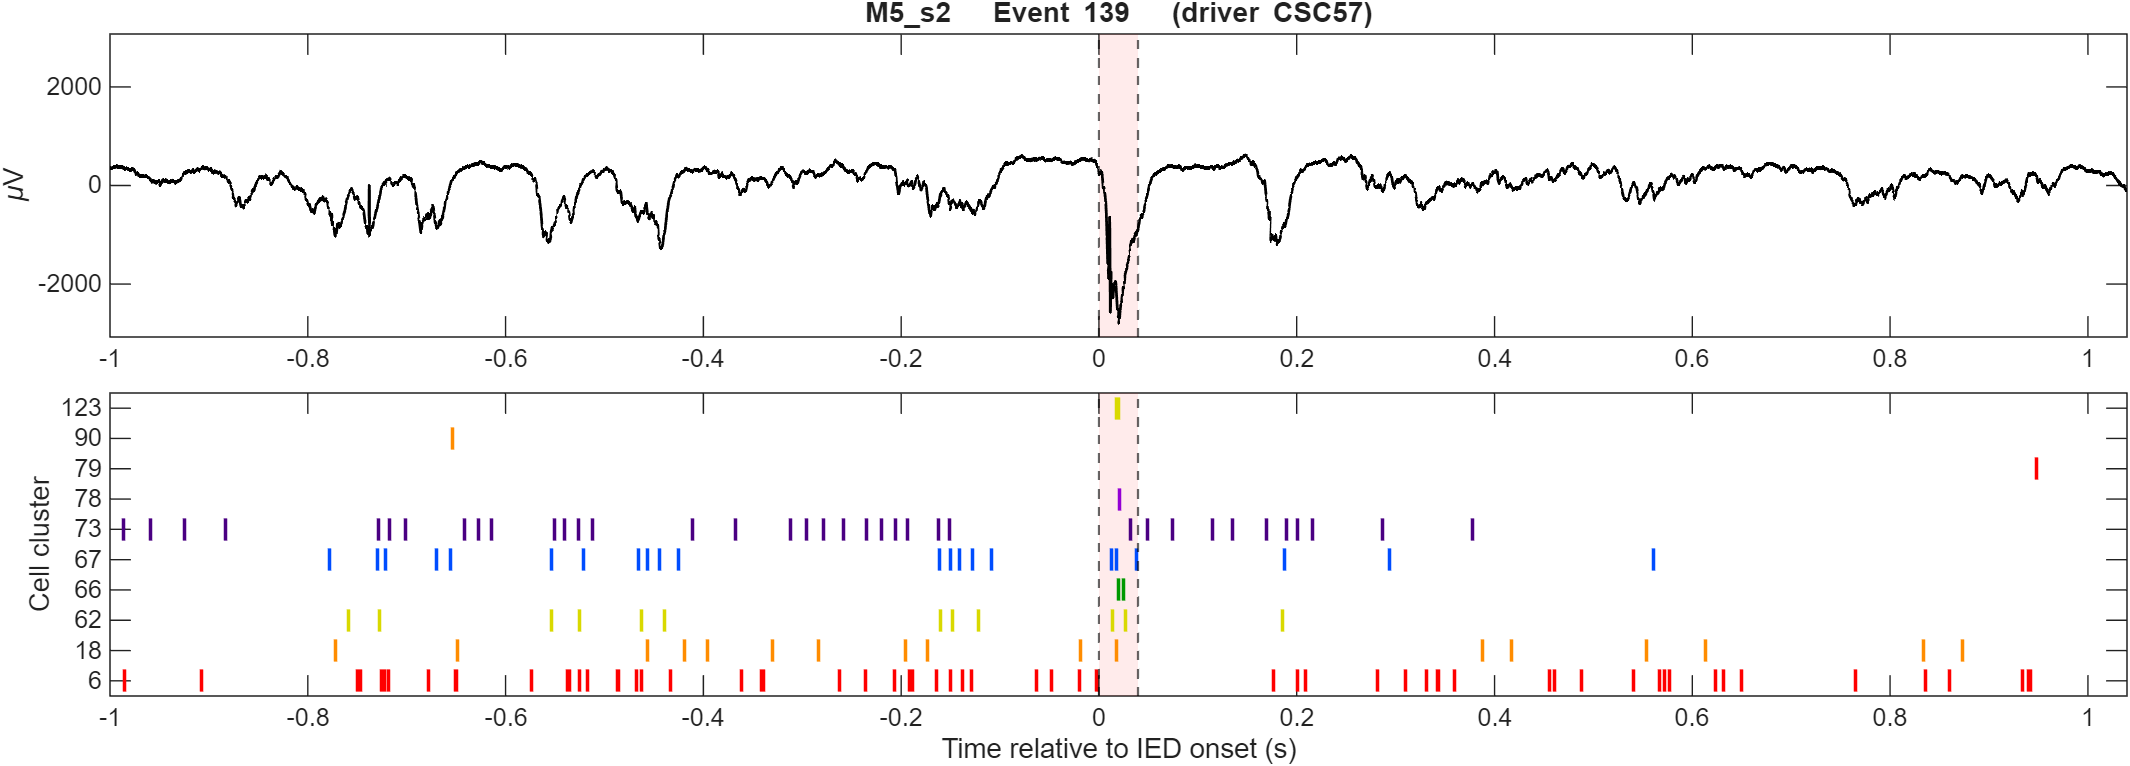 M5_s2 Event 139 (driver CSC57)
2000
0
-2000
µV
-1 -0.8 -0.6 -0.4 -0.2 0 0.2 0.4 0.6 0.8 1
123
90
79
78
73
67
66
62
18
6
Cell cluster
-1 -0.8 -0.6 -0.4 -0.2 0 0.2 0.4 0.6 0.8 1
Time relative to IED onset (s)